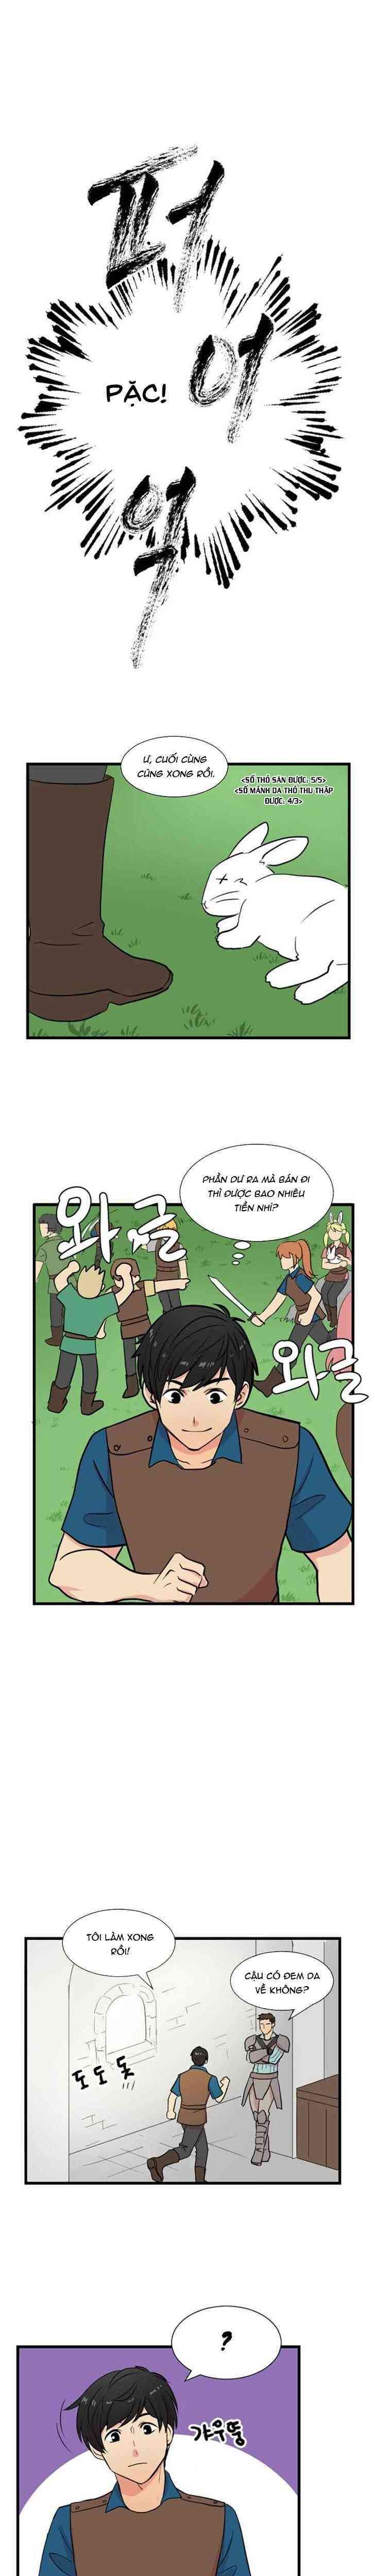 퍼
PẶC!
어
억
Ư, CUỐI CÙNG
CŨNG XONG RỒI.
<SỐ THỎ SĂN ĐƯỢC: 5/5>
<SỐ MẢNH DA THỎ THU THẬP
ĐƯỢC: 4/3>
PHẦN DƯ RA MÀ BÁN ĐI
THÌ ĐƯỢC BAO NHIÊU
TIỀN NHỈ?
와글
와글
TÔI LÀM XONG
RỒI!
CẬU CÓ ĐEM DA
VỀ KHÔNG?
도도돗
?
갸우뚱